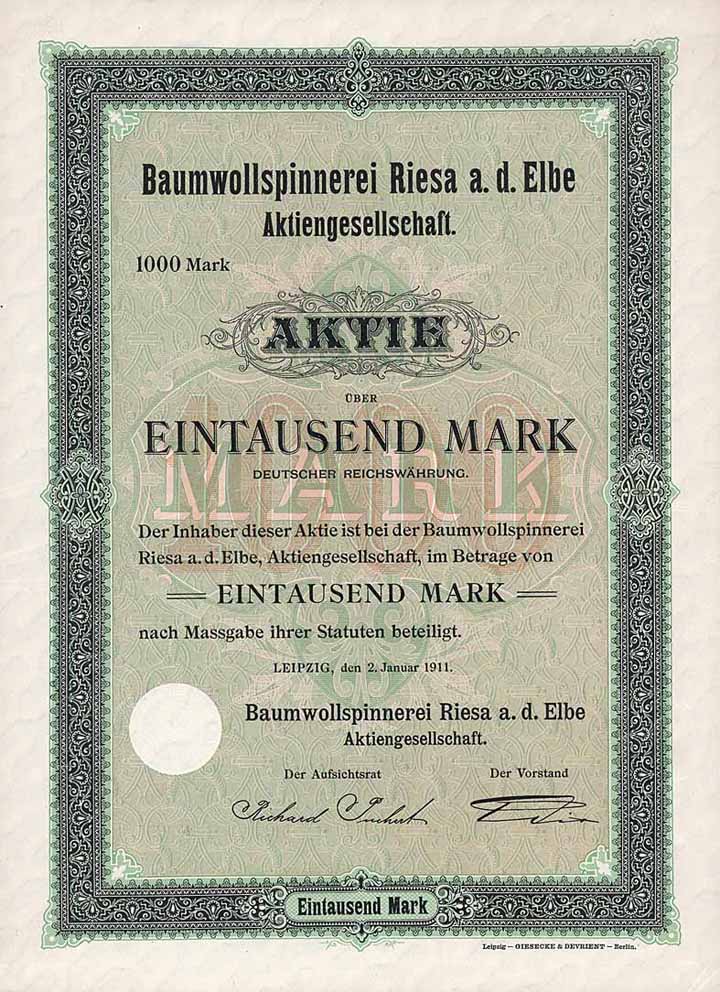 Baumwollspinnerei Riesa a. d. Elbe
Aktiengesellschaft.
1000 Mark
AKTIE
ÜBER
EINTAUSEND MARK
DEUTSCHER REICHSWÄHRUNG.
1000
MARK
Der Inhaber dieser Aktie ist bei der Baumwollspinnerei
Riesa a. d. Elbe, Aktiengesellschaft, im Betrage von
EINTAUSEND MARK
nach Massgabe ihrer Statuten beteiligt.
LEIPZIG, den 2. Januar 1911.
Baumwollspinnerei Riesa a. d. Elbe
Aktiengesellschaft.
Der Aufsichtsrat
Der Vorstand
Richard
Eintausend Mark
Leipzig – GIESECKE & DEVRIENT – Berlin.